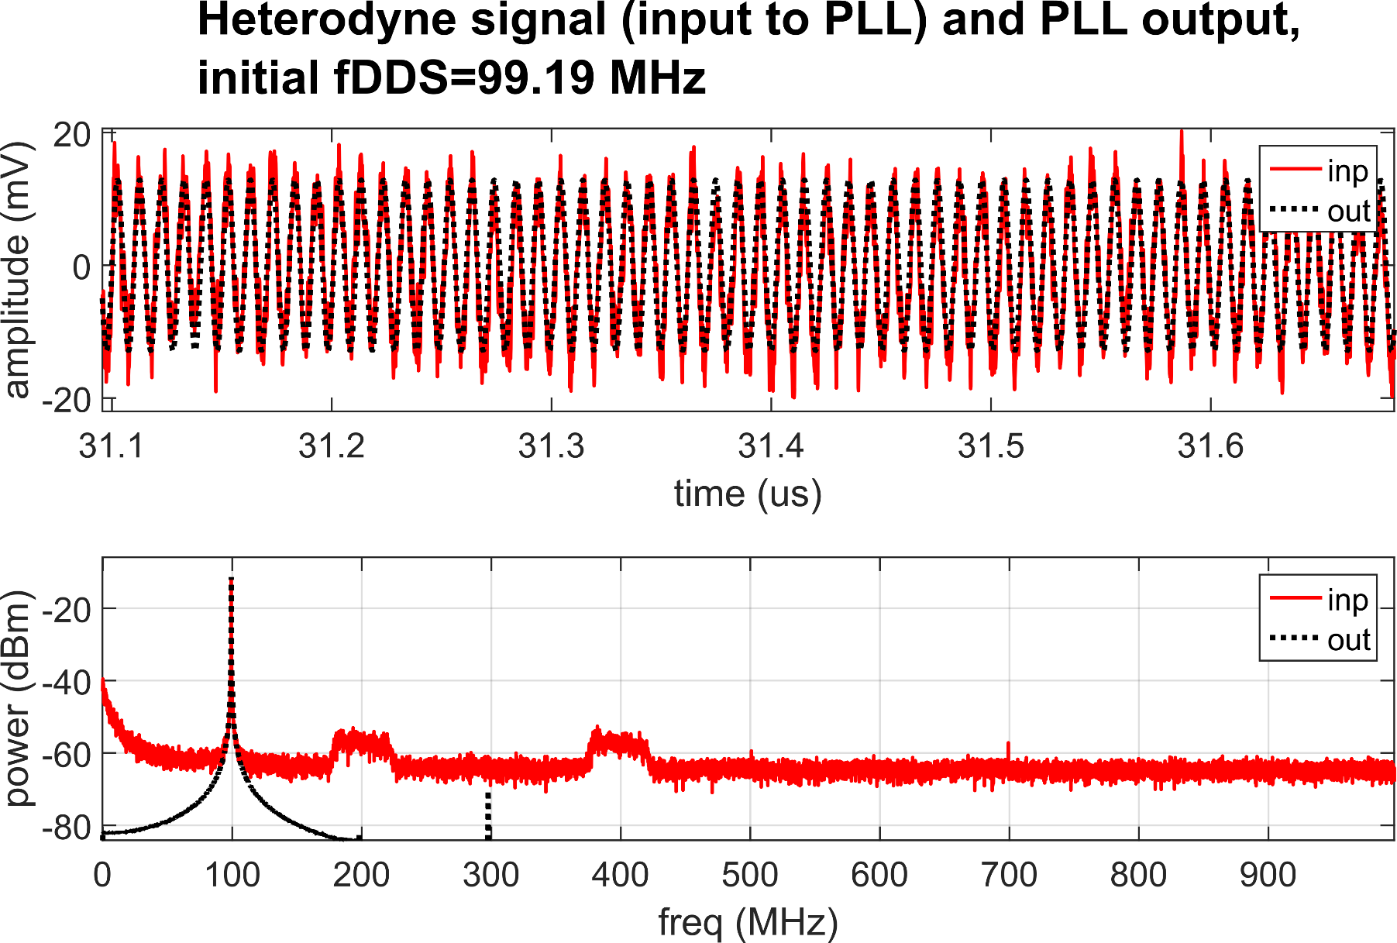 Heterodyne signal (input to PLL) and PLL output,
initial fDDS=99.19 MHz
20
0
-20
amplitude (mV)
inp
out
31.1 31.2 31.3 31.4 31.5 31.6
time (us)
-20
-40
-60
-80
power (dBm)
inp
out
0 100 200 300 400 500 600 700 800 900
freq (MHz)